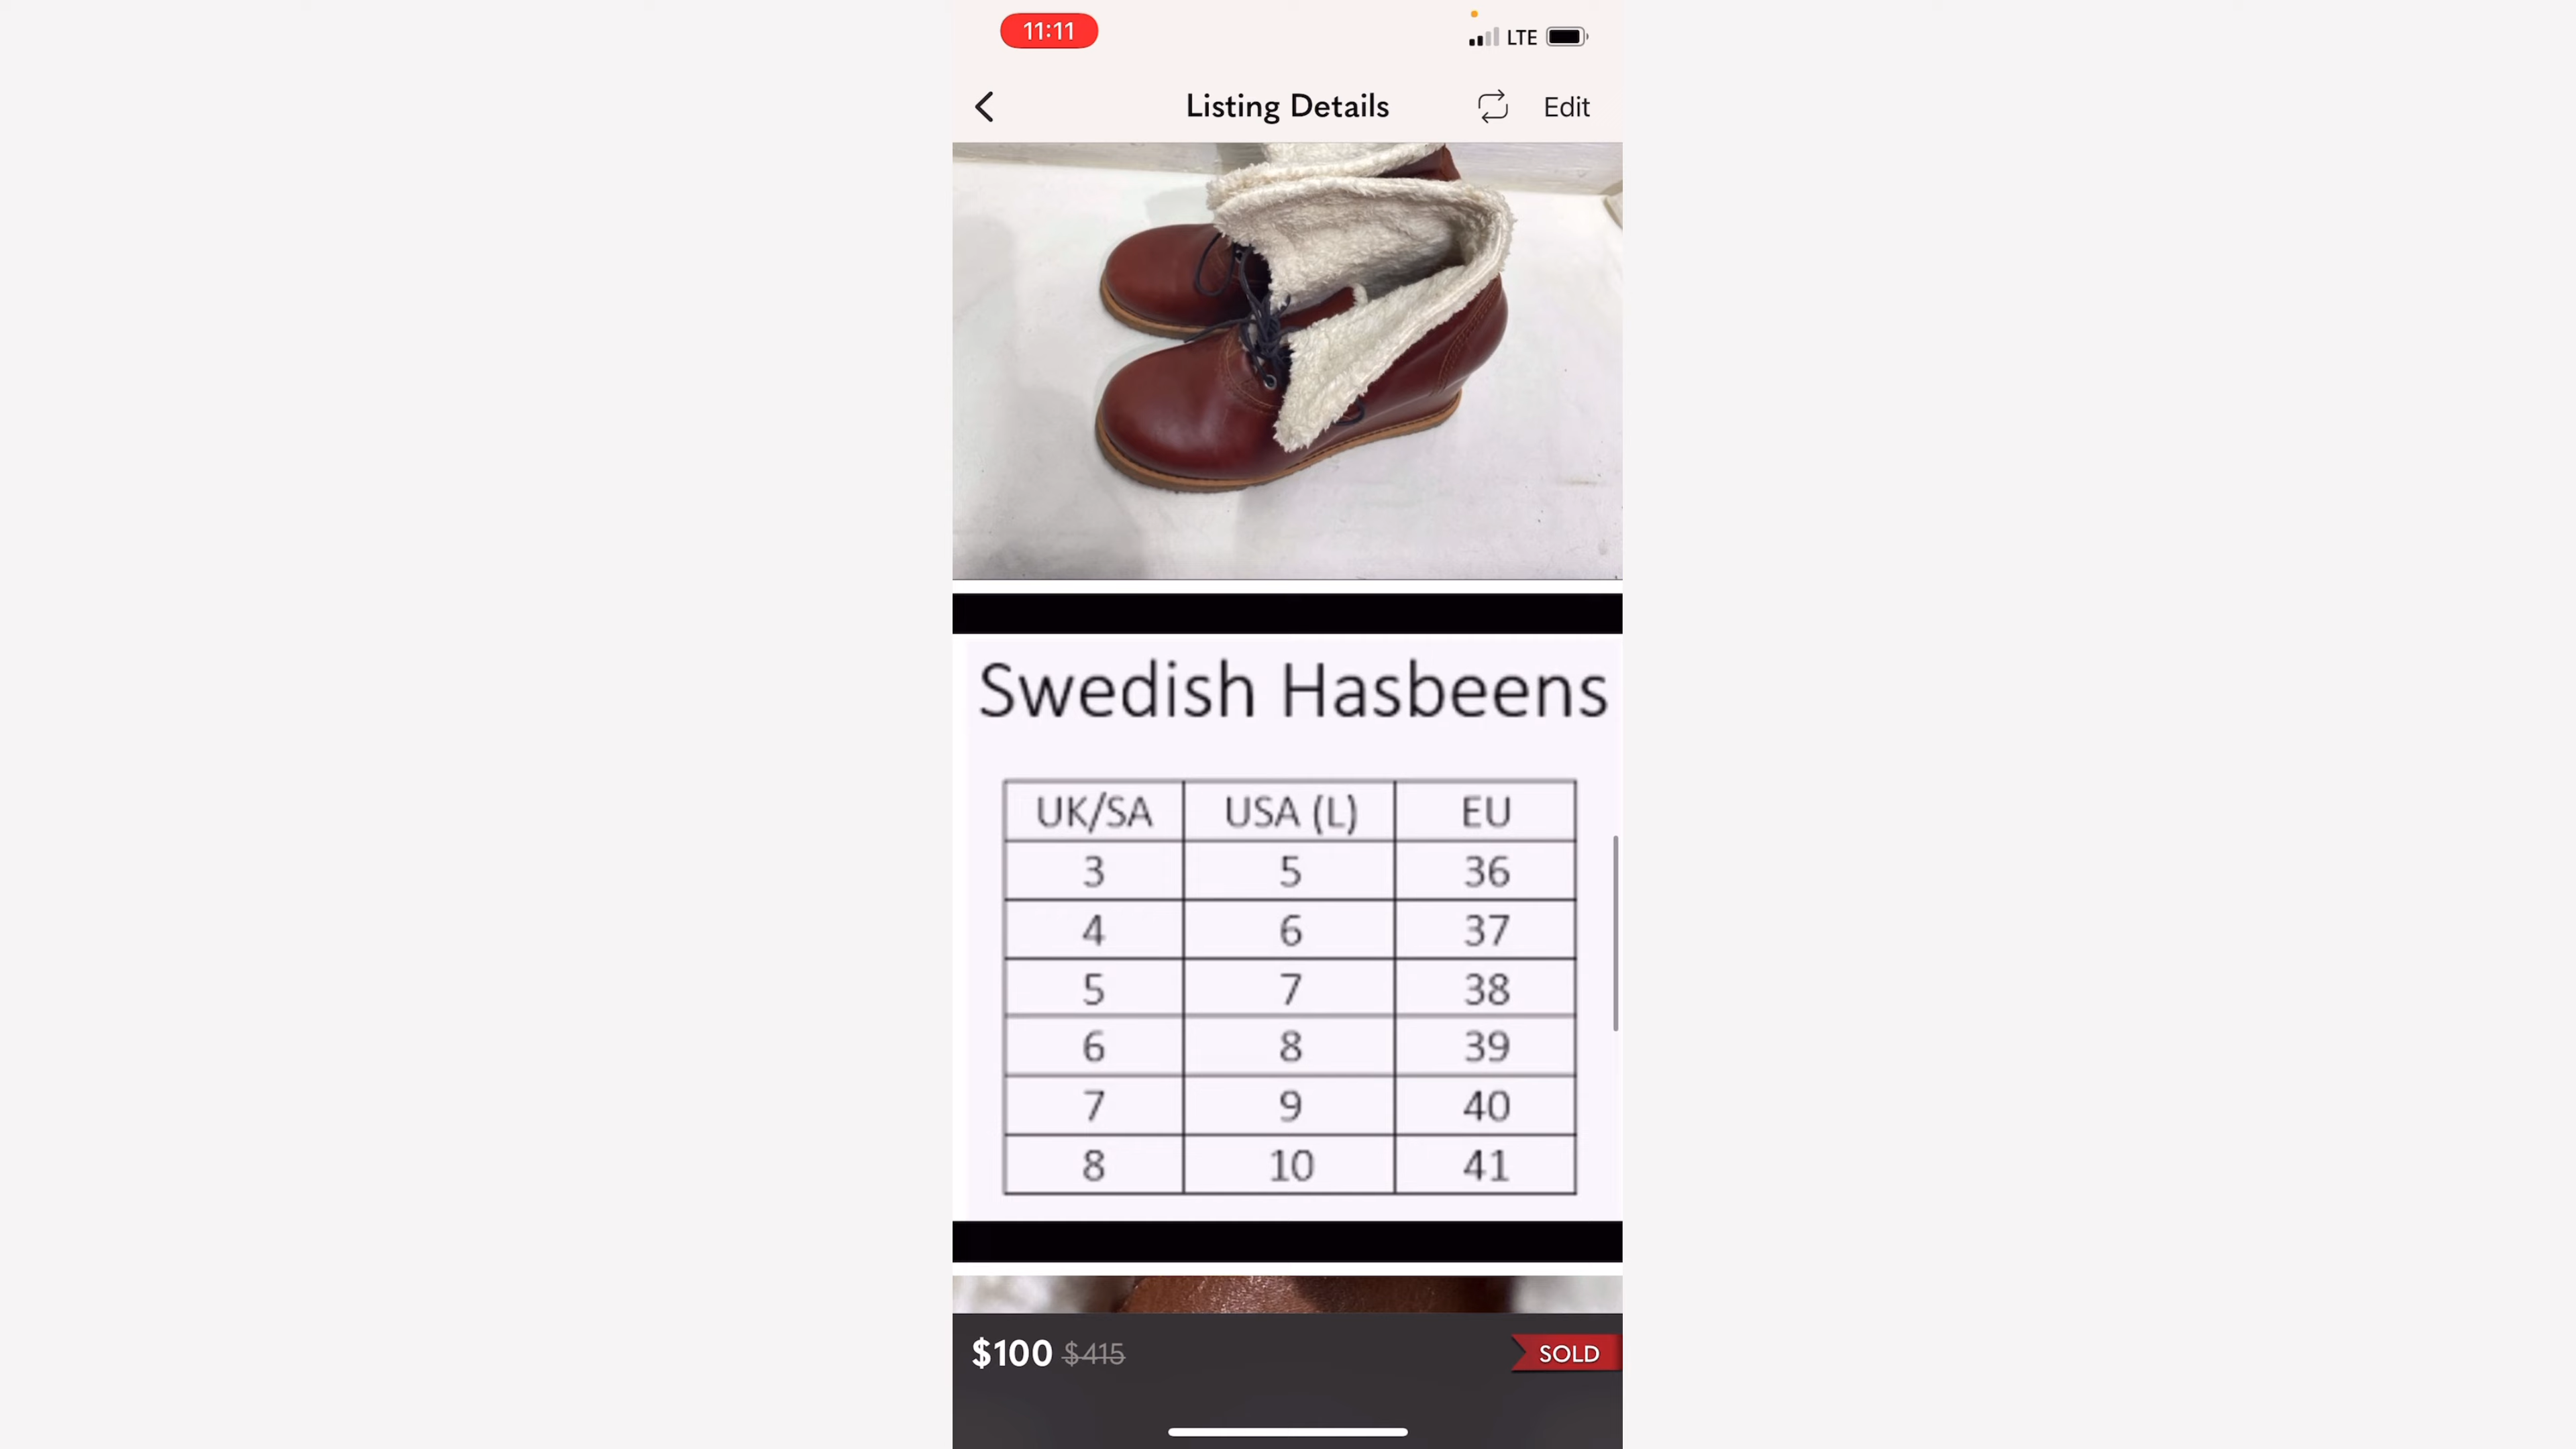 11:11
LTE
Listing Details
Edit
Swedish Hasbeens
UK/SA USA (L) EU
3 5 36
4 6 37
5 7 38
6 8 39
7 9 40
8 10 41
$100 $415
SOLD